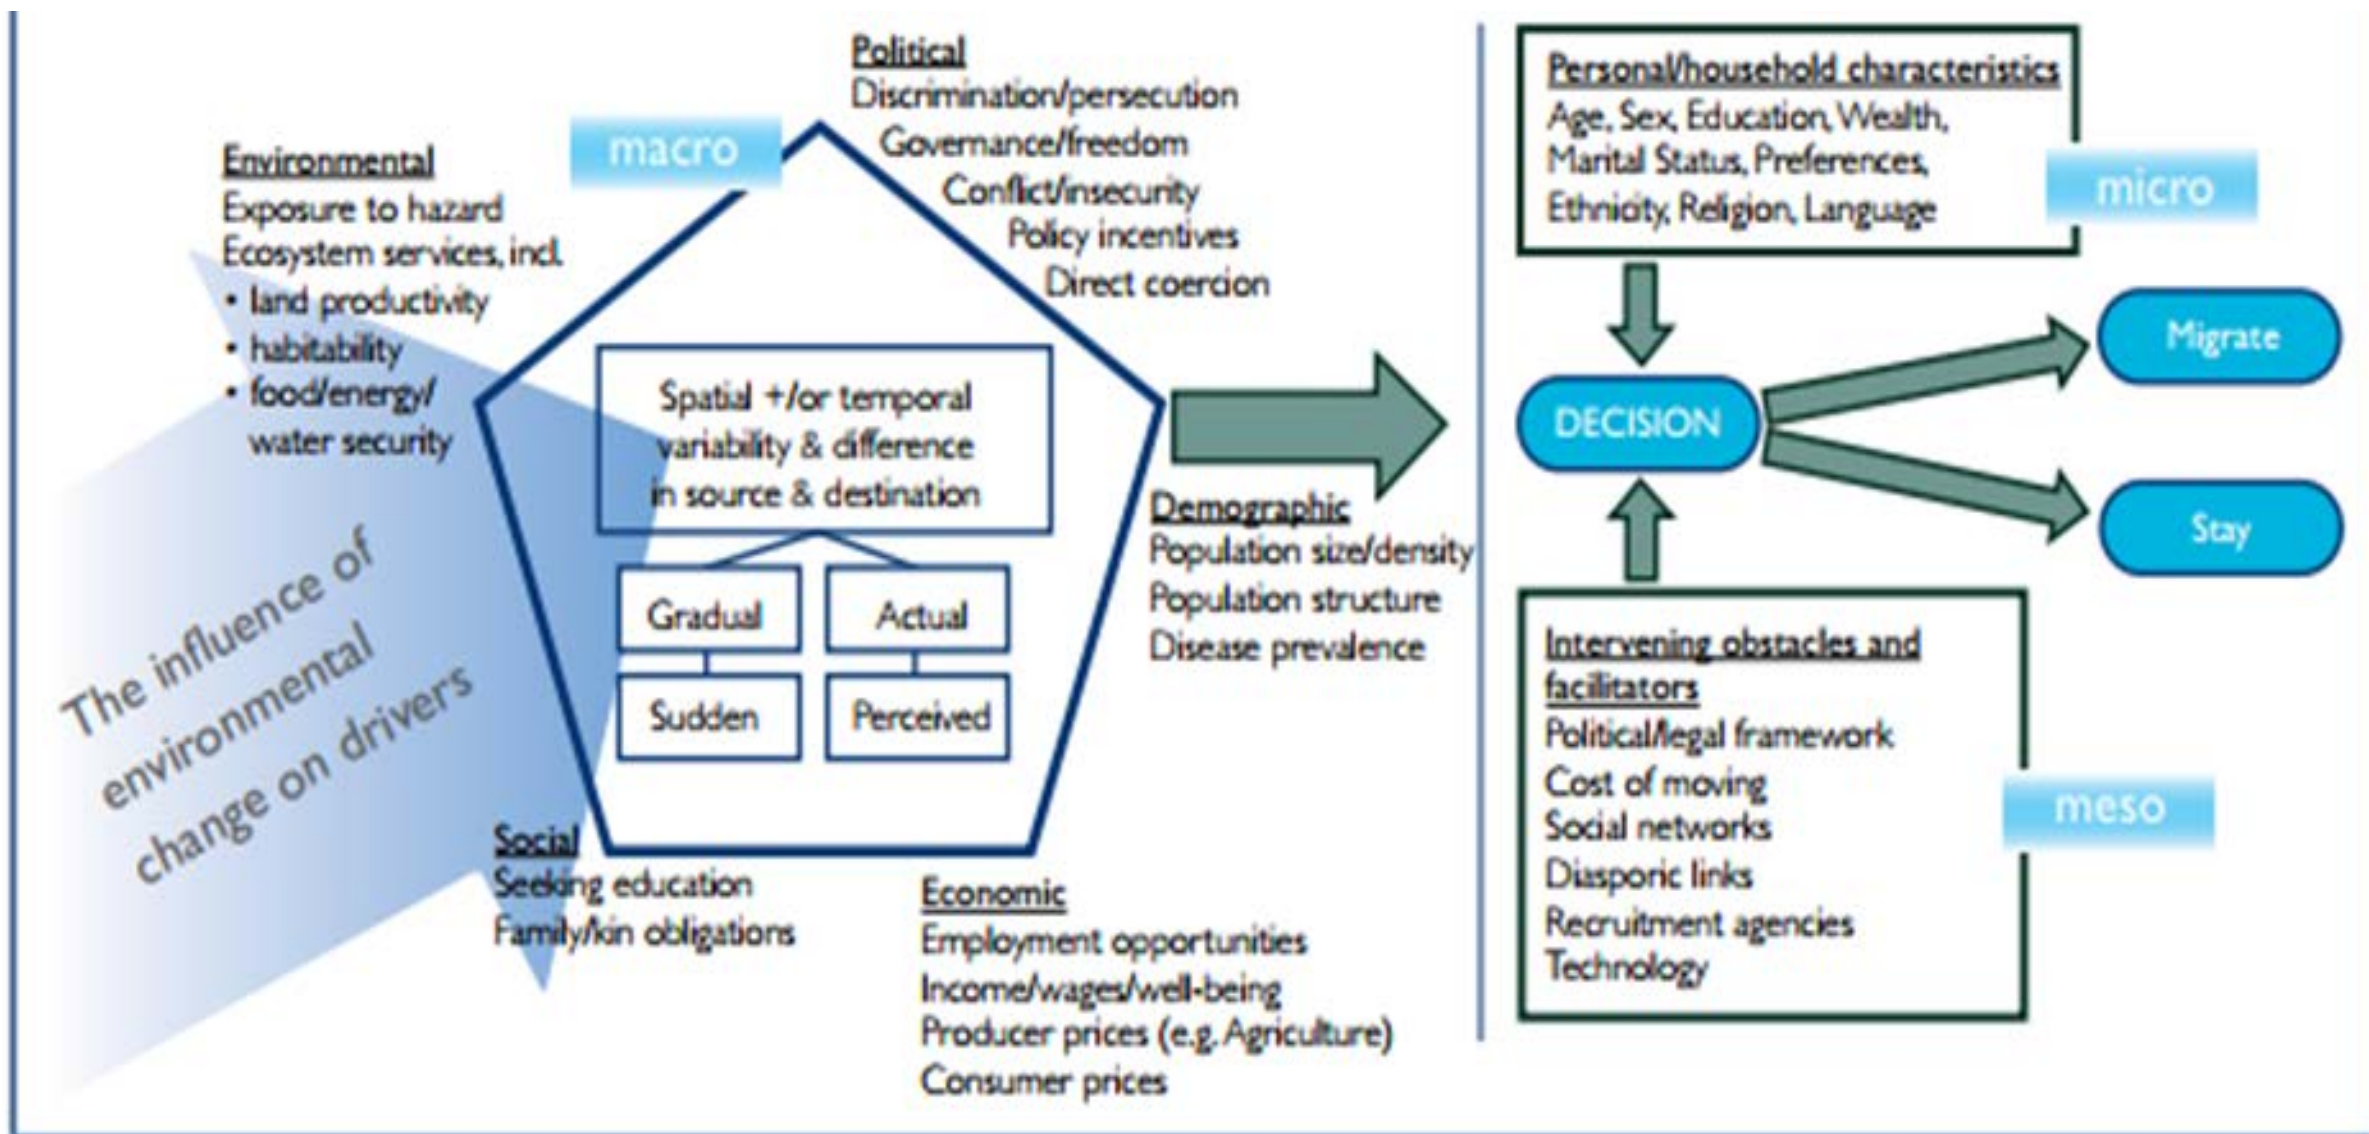 Political
Discrimination/persecution
Governance/freedom
Conflict/insecurity
Policy incentives
Direct coercion
macro
Environmental
Exposure to hazard
Ecosystem services, incl.
• land productivity
• habitability
• food/energy/
water security
The influence of
environmental
change on drivers
Spatial +/or temporal
variability & difference
in source & destination
Gradual
Actual
Sudden
Perceived
Demographic
Population size/density
Population structure
Disease prevalence
Social
Seeking education
Family/kin obligations
Economic
Employment opportunities
Income/wages/well-being
Producer prices (e.g. Agriculture)
Consumer prices
Personal/household characteristics
Age, Sex, Education, Wealth,
Marital Status, Preferences,
Ethnicity, Religion, Language
micro
DECISION
Migrate
Stay
Intervening obstacles and
facilitators
Political/legal framework
Cost of moving
Social networks
Diasporic links
Recruitment agencies
Technology
meso